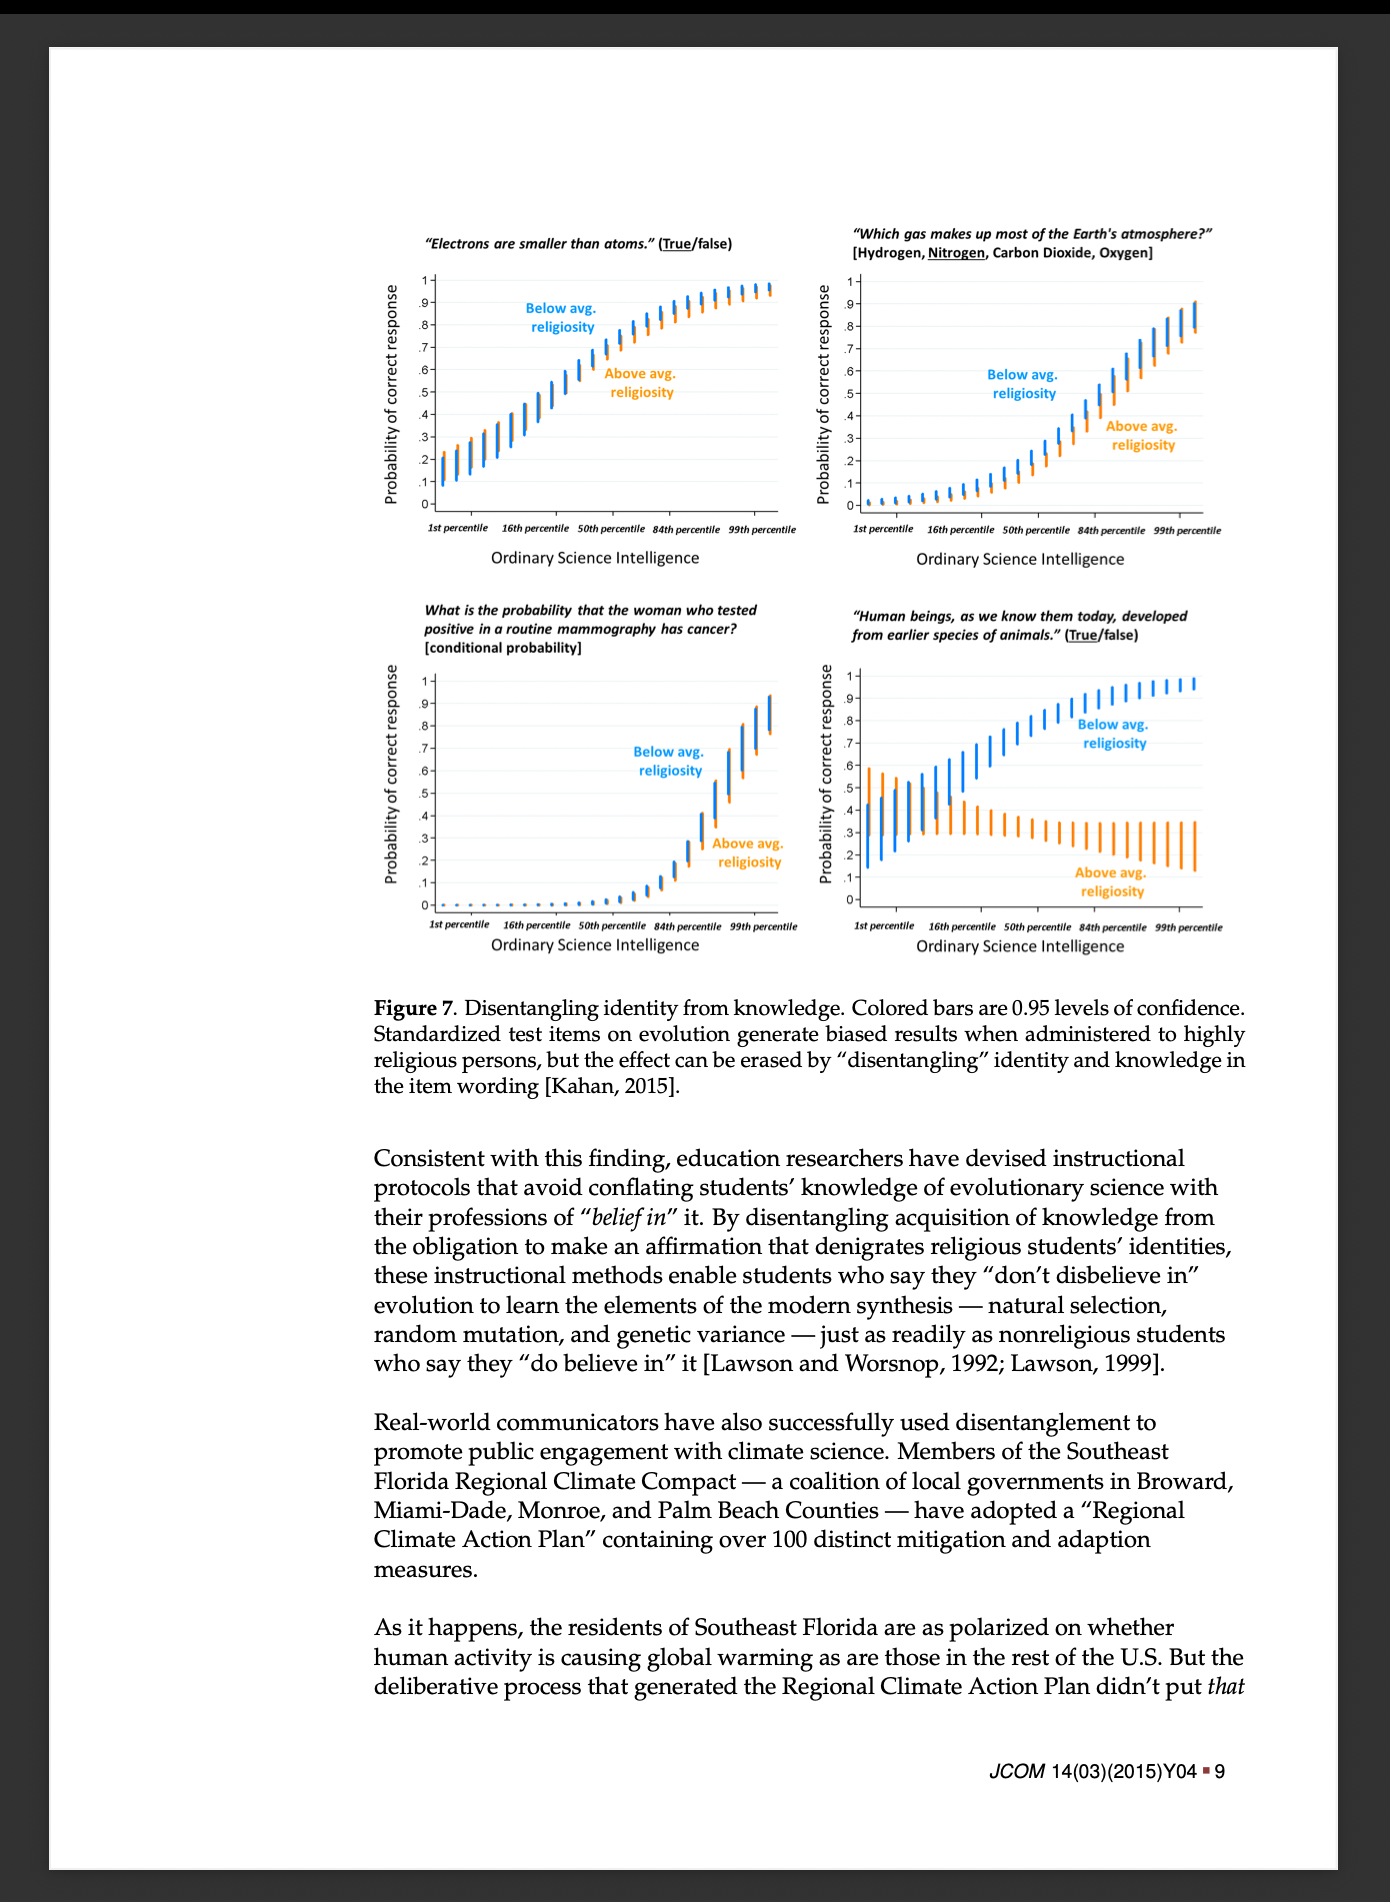 “Electrons are smaller than atoms.” (True/false)
Probability of correct response
1
.9
.8
.7
.6
.5
.4
.3
.2
.1
0
Below avg.
religiosity
Above avg.
religiosity
1st percentile 16th percentile 50th percentile 84th percentile 99th percentile
Ordinary Science Intelligence
“Which gas makes up most of the Earth's atmosphere?”
[Hydrogen, Nitrogen, Carbon Dioxide, Oxygen]
Probability of correct response
1
.9
.8
.7
.6
.5
.4
.3
.2
.1
0
Below avg.
religiosity
Above avg.
religiosity
1st percentile 16th percentile 50th percentile 84th percentile 99th percentile
Ordinary Science Intelligence
What is the probability that the woman who tested
positive in a routine mammography has cancer?
[conditional probability]
Probability of correct response
1
.9
.8
.7
.6
.5
.4
.3
.2
.1
0
Below avg.
religiosity
Above avg.
religiosity
1st percentile 16th percentile 50th percentile 84th percentile 99th percentile
Ordinary Science Intelligence
“Human beings, as we know them today, developed
from earlier species of animals.” (True/false)
Probability of correct response
1
.9
.8
.7
.6
.5
.4
.3
.2
.1
0
Below avg.
religiosity
Above avg.
religiosity
1st percentile 16th percentile 50th percentile 84th percentile 99th percentile
Ordinary Science Intelligence
Figure 7. Disentangling identity from knowledge. Colored bars are 0.95 levels of confidence.
Standardized test items on evolution generate biased results when administered to highly
religious persons, but the effect can be erased by “disentangling” identity and knowledge in
the item wording [Kahan, 2015].
Consistent with this finding, education researchers have devised instructional
protocols that avoid conflating students’ knowledge of evolutionary science with
their professions of “belief in” it. By disentangling acquisition of knowledge from
the obligation to make an affirmation that denigrates religious students’ identities,
these instructional methods enable students who say they “don’t disbelieve in”
evolution to learn the elements of the modern synthesis — natural selection,
random mutation, and genetic variance — just as readily as nonreligious students
who say they “do believe in” it [Lawson and Worsnop, 1992; Lawson, 1999].
Real-world communicators have also successfully used disentanglement to
promote public engagement with climate science. Members of the Southeast
Florida Regional Climate Compact — a coalition of local governments in Broward,
Miami-Dade, Monroe, and Palm Beach Counties — have adopted a “Regional
Climate Action Plan” containing over 100 distinct mitigation and adaption
measures.
As it happens, the residents of Southeast Florida are as polarized on whether
human activity is causing global warming as are those in the rest of the U.S. But the
deliberative process that generated the Regional Climate Action Plan didn’t put that
JCOM 14(03)(2015)Y04 ▪ 9